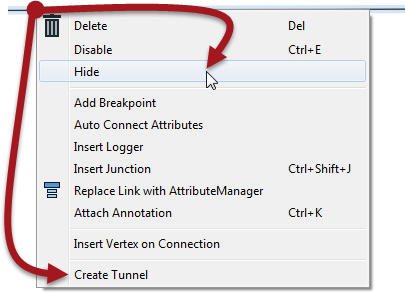 Delete Del
Disable Ctrl+E
Hide
Add Breakpoint
Auto Connect Attributes
Insert Logger
Insert Junction Ctrl+Shift+J
Replace Link with AttributeManager
Attach Annotation Ctrl+K
Insert Vertex on Connection
Create Tunnel